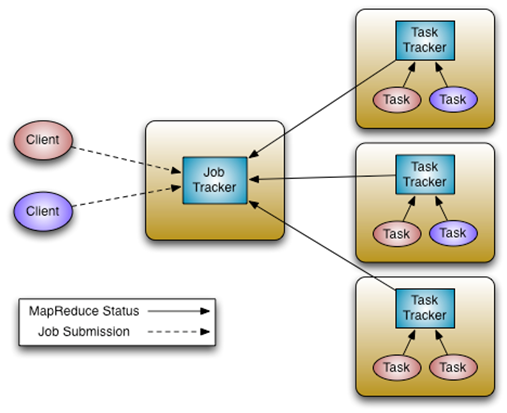 Client
Client
Job
Tracker
Task
Tracker
Task
Task
Task
Tracker
Task
Task
Task
Tracker
Task
Task
MapReduce Status
Job Submission